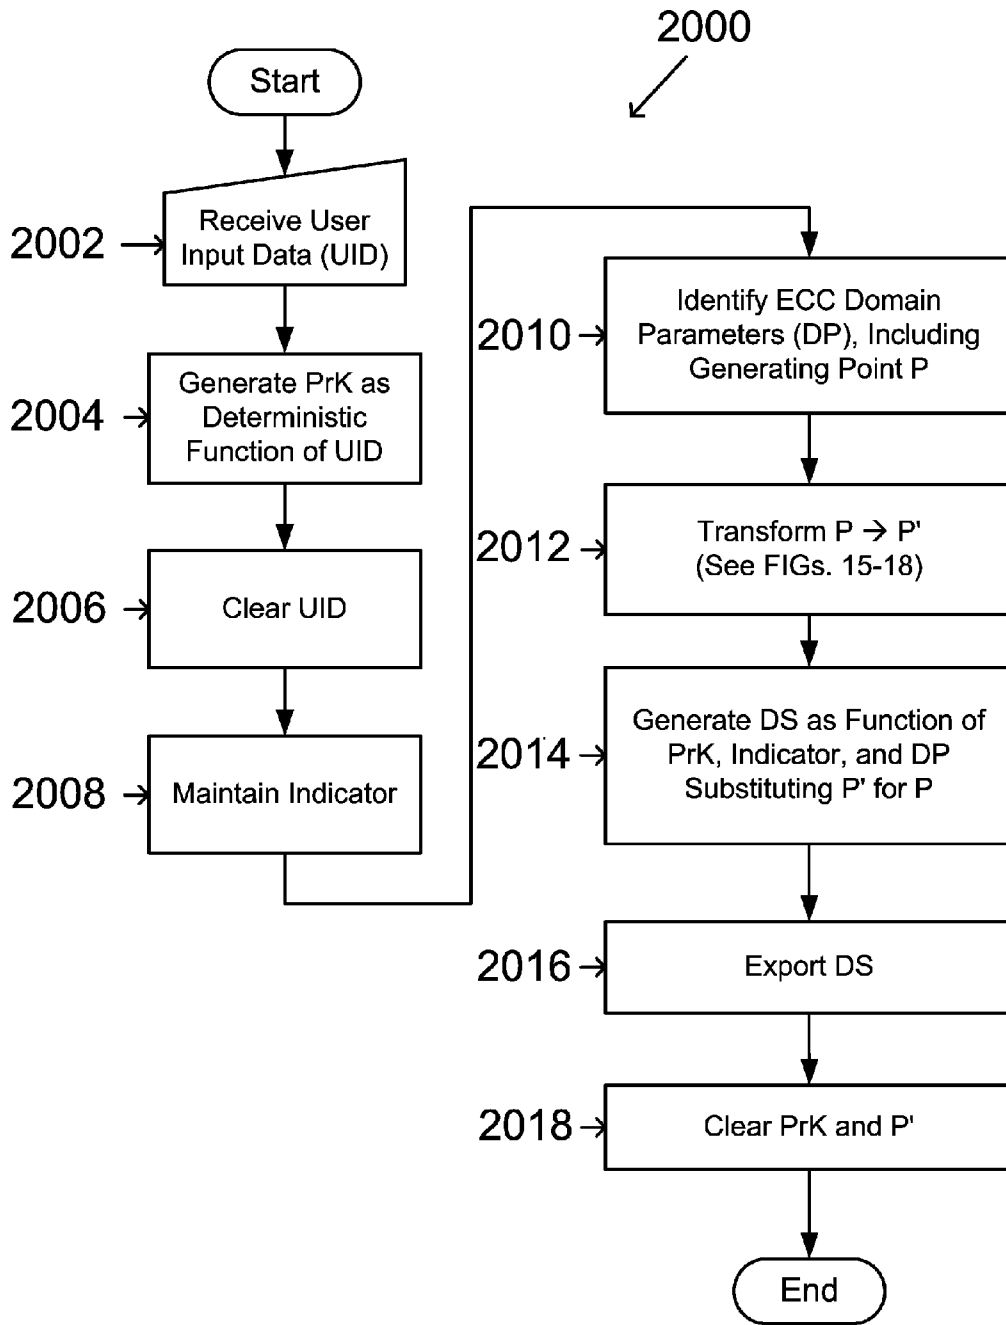 2000
Start
2002
Receive User
Input Data (UID)
2004
Generate PrK as
Deterministic
Function of UID
2006
Clear UID
2008
Maintain Indicator
2010
Identify ECC Domain
Parameters (DP), Including
Generating Point P
2012
Transform P → P'
(See FIGs. 15-18)
2014
Generate DS as Function of
PrK, Indicator, and DP
Substituting P' for P
2016
Export DS
2018
Clear PrK and P'
End